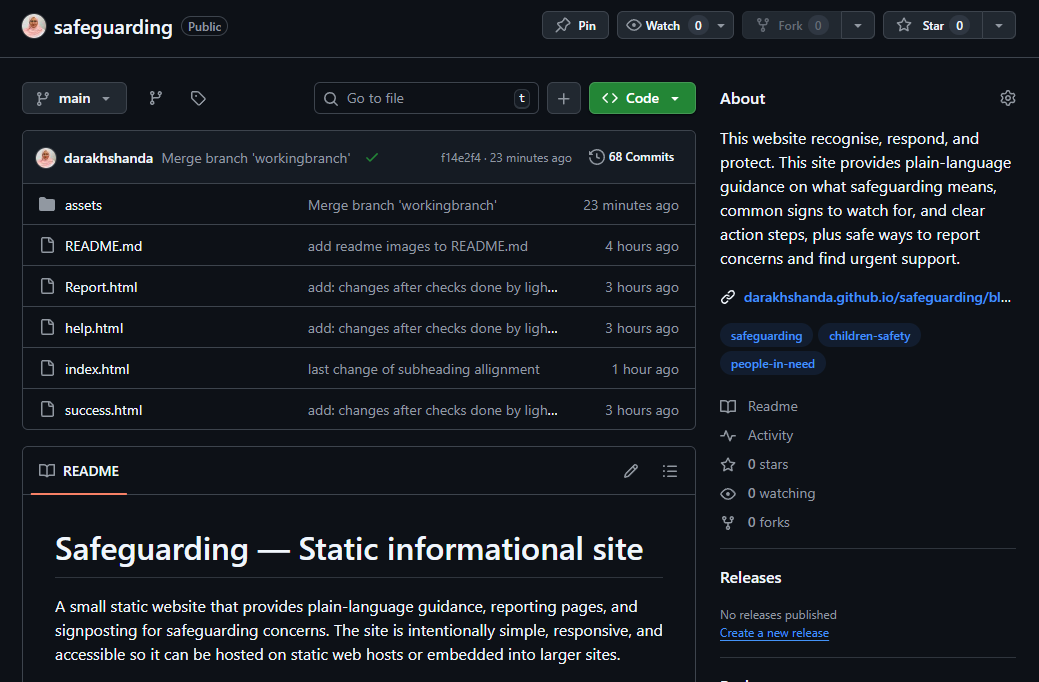 safeguarding Public
Pin Watch 0 Fork 0 Star 0
main Go to file t Code
darakhshanda Merge branch 'workingbranch' f14e2f4 · 23 minutes ago 68 Commits
assets Merge branch 'workingbranch' 23 minutes ago
README.md add readme images to README.md 4 hours ago
Report.html add: changes after checks done by ligh... 3 hours ago
help.html add: changes after checks done by ligh... 3 hours ago
index.html last change of subheading allignment 1 hour ago
success.html add: changes after checks done by ligh... 3 hours ago
README
Safeguarding — Static informational site
A small static website that provides plain-language guidance, reporting pages, and
signposting for safeguarding concerns. The site is intentionally simple, responsive, and
accessible so it can be hosted on static web hosts or embedded into larger sites.
About
This website recognise, respond, and
protect. This site provides plain-language
guidance on what safeguarding means,
common signs to watch for, and clear
action steps, plus safe ways to report
concerns and find urgent support.
darakhshanda.github.io/safeguarding/bl...
safeguarding children-safety
people-in-need
Readme
Activity
0 stars
0 watching
0 forks
Releases
No releases published
Create a new release